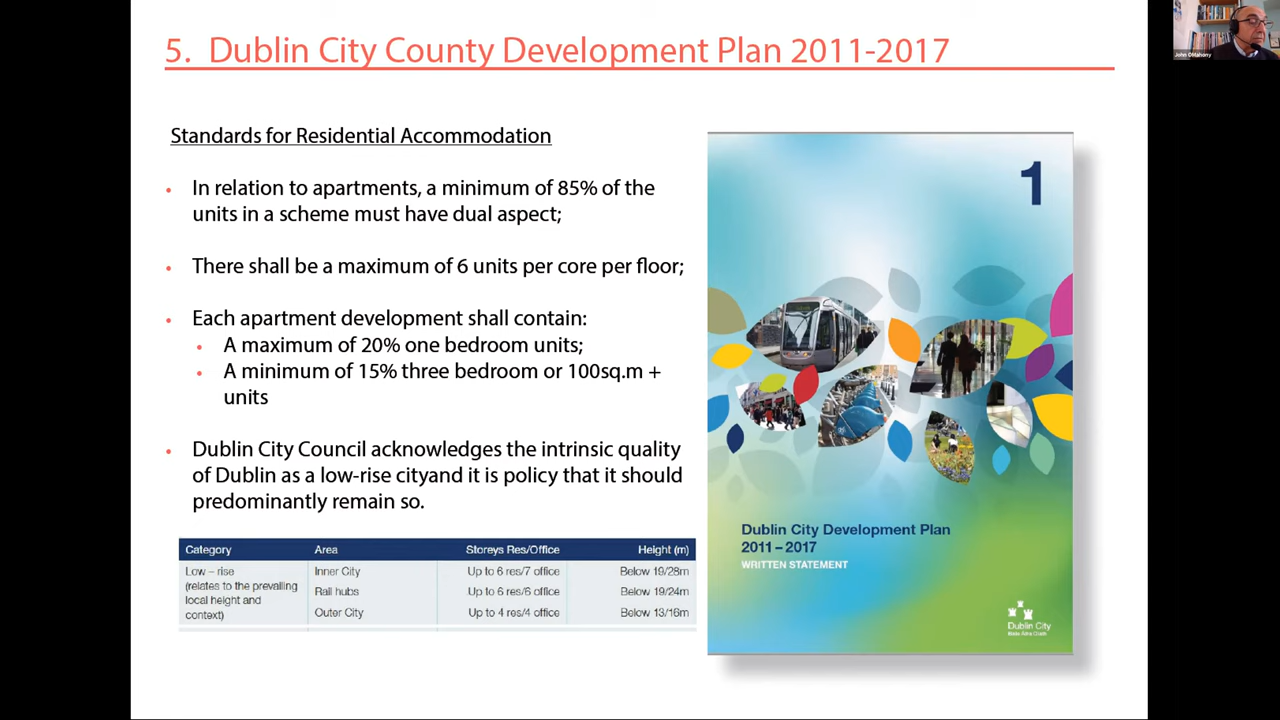 5. Dublin City County Development Plan 2011-2017
John OMahony
Standards for Residential Accommodation
• In relation to apartments, a minimum of 85% of the
units in a scheme must have dual aspect;
• There shall be a maximum of 6 units per core per floor;
• Each apartment development shall contain:
• A maximum of 20% one bedroom units;
• A minimum of 15% three bedroom or 100sq.m +
units
• Dublin City Council acknowledges the intrinsic quality
of Dublin as a low-rise cityand it is policy that it should
predominantly remain so.
Category Area Storeys Res/Office Height (m)
Low – rise Inner City Up to 6 res/7 office Below 19/28m
(relates to the prevailing Rail hubs Up to 6 res/6 office Below 19/24m
local height and
context) Outer City Up to 4 res/4 office Below 13/16m
1
Dublin City Development Plan
2011 – 2017
WRITTEN STATEMENT
Dublin City
Baile Átha Cliath